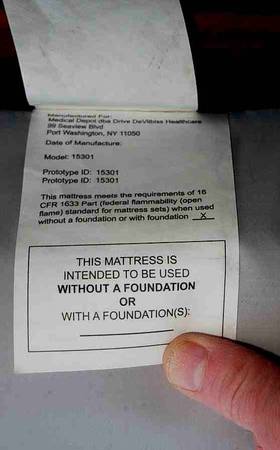 Manufactured For:
Medical Depot dba Drive DeVilbiss Healthcare
99 Seaview Blvd
Port Washington, NY 11050
Date of Manufacture:
Model: 15301
Prototype ID: 15301
Prototype ID: 15301
This mattress meets the requirements of 16
CFR 1633 Part (federal flammability (open
flame) standard for mattress sets) when used
without a foundation or with foundation X
THIS MATTRESS IS
INTENDED TO BE USED
WITHOUT A FOUNDATION
OR
WITH A FOUNDATION(S):